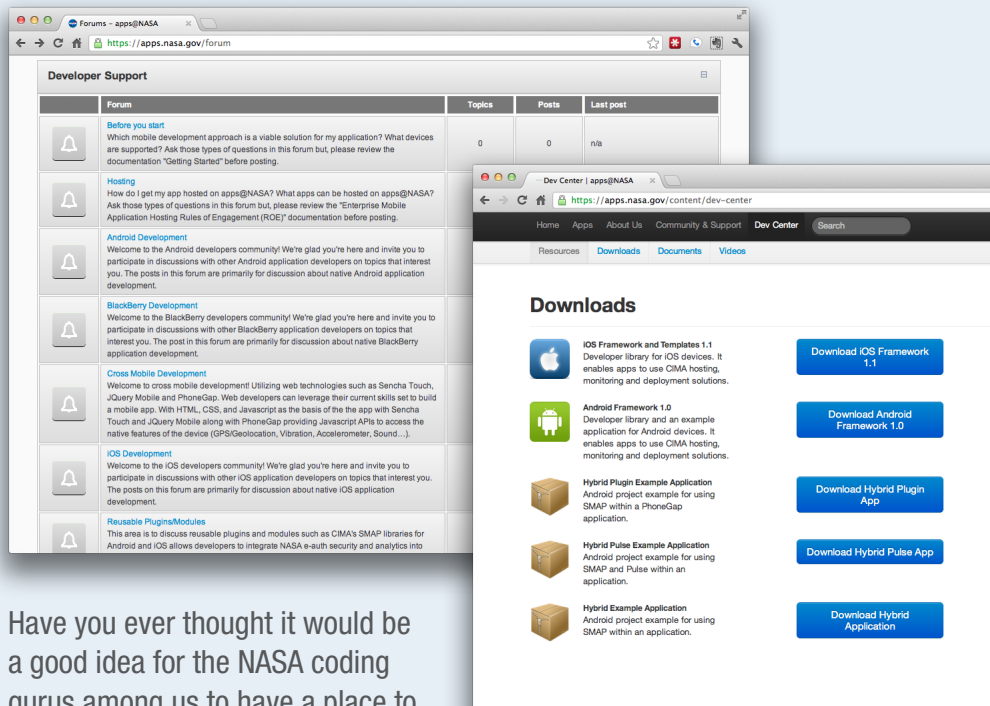 Forums – apps@NASA
https://apps.nasa.gov/forum
Developer Support
Forum Topics Posts Last post
Before you start
Which mobile development approach is a viable solution for my application? What devices
are supported? Ask those types of questions in this forum but, please review the
documentation "Getting Started" before posting.
0 0 n/a
Hosting
How do I get my app hosted on apps@NASA? What apps can be hosted on apps@NASA?
Ask those types of questions in this forum but, please review the "Enterprise Mobile
Application Hosting Rules of Engagement (ROE)" documentation before posting.
Android Development
Welcome to the Android developers community! We're glad you're here and invite you to
participate in discussions with other Android application developers on topics that interest
you. The posts in this forum are primarily for discussion about native Android application
development.
BlackBerry Development
Welcome to the BlackBerry developers community! We're glad you're here and invite you to
participate in discussions with other BlackBerry application developers on topics that
interest you. The post in this forum are primarily for discussion about native BlackBerry
application development.
Cross Mobile Development
Welcome to cross mobile development! Utilizing web technologies such as Sencha Touch,
JQuery Mobile and PhoneGap. Web developers can leverage their current skills set to build
a mobile app. With HTML, CSS, and Javascript as the basis of the the app with Sencha
Touch and JQuery Mobile along with PhoneGap providing Javascript APIs to access the
native features of the device (GPS/Geolocation, Vibration, Accelerometer, Sound…).
iOS Development
Welcome to the iOS developers community! We're glad you're here and invite you to
participate in discussions with other iOS application developers on topics that interest you.
The posts on this forum are primarily for discussion about native iOS application
development.
Reusable Plugins/Modules
This area is to discuss reusable plugins and modules such as CIMA's SMAP libraries for
Android and iOS allows developers to integrate NASA e-auth security and analytics into
Dev Center | apps@NASA
https://apps.nasa.gov/content/dev-center
Home Apps About Us Community & Support Dev Center Search
Resources Downloads Documents Videos
Downloads
iOS Framework and Templates 1.1
Developer library for iOS devices. It
enables apps to use CIMA hosting,
monitoring and deployment solutions.
Download iOS Framework
1.1
Android Framework 1.0
Developer library and an example
application for Android devices. It
enables apps to use CIMA hosting,
monitoring and deployment solutions.
Download Android
Framework 1.0
Hybrid Plugin Example Application
Android project example for using
SMAP within a PhoneGap
application.
Download Hybrid Plugin
App
Hybrid Pulse Example Application
Android project example for using
SMAP and Pulse within an
application.
Download Hybrid Pulse App
Hybrid Example Application
Android project example for using
SMAP within an application.
Download Hybrid
Application
Have you ever thought it would be
a good idea for the NASA coding
gurus among us to have a place to